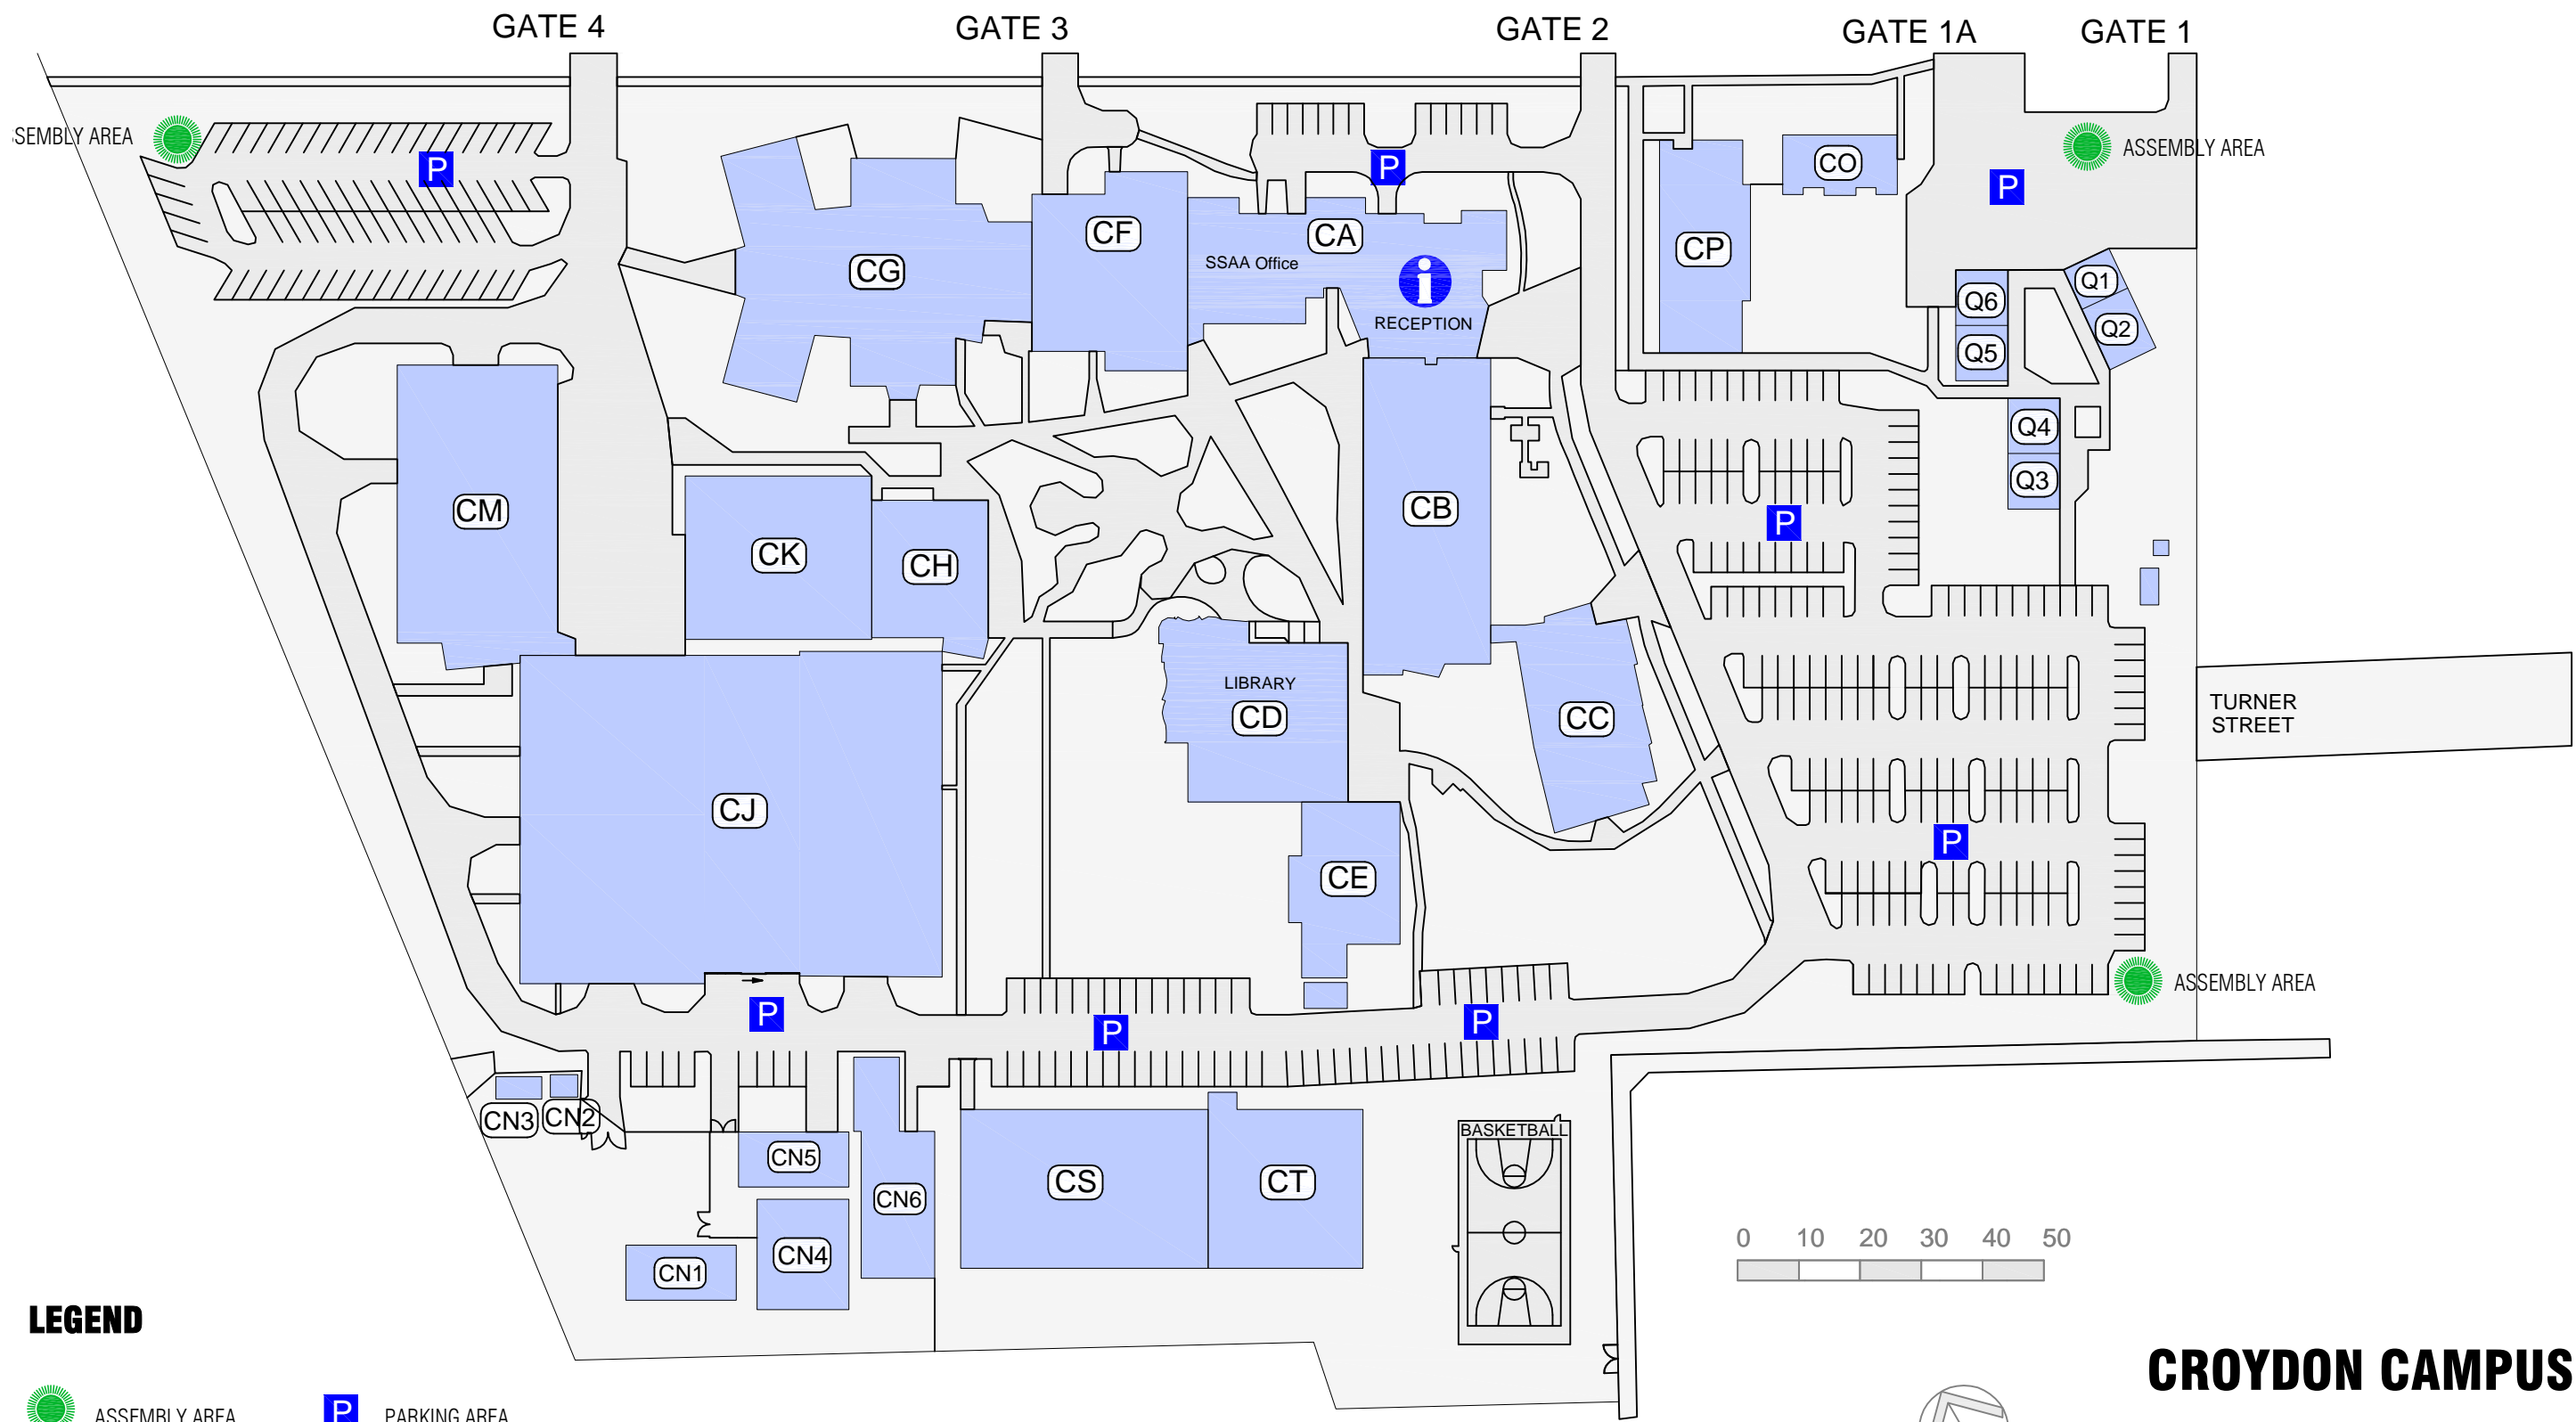 GATE 4
GATE 3
GATE 2
GATE 1A
GATE 1
SSEMBLY AREA
P
P
P
ASSEMBLY AREA
CO
CP
CG
CF
CA
SSAA Office
i
RECEPTION
Q1
Q6
Q2
Q5
Q4
Q3
CM
CB
P
CK
CH
LIBRARY
CD
CC
TURNER
STREET
CJ
P
CE
ASSEMBLY AREA
P
P
P
CN3
CN2
BASKETBALL
CN5
CS
CT
CN6
CN4
CN1
0 10 20 30 40 50
LEGEND
CROYDON CAMPUS
ASSEMBLY AREA
P
PARKING AREA